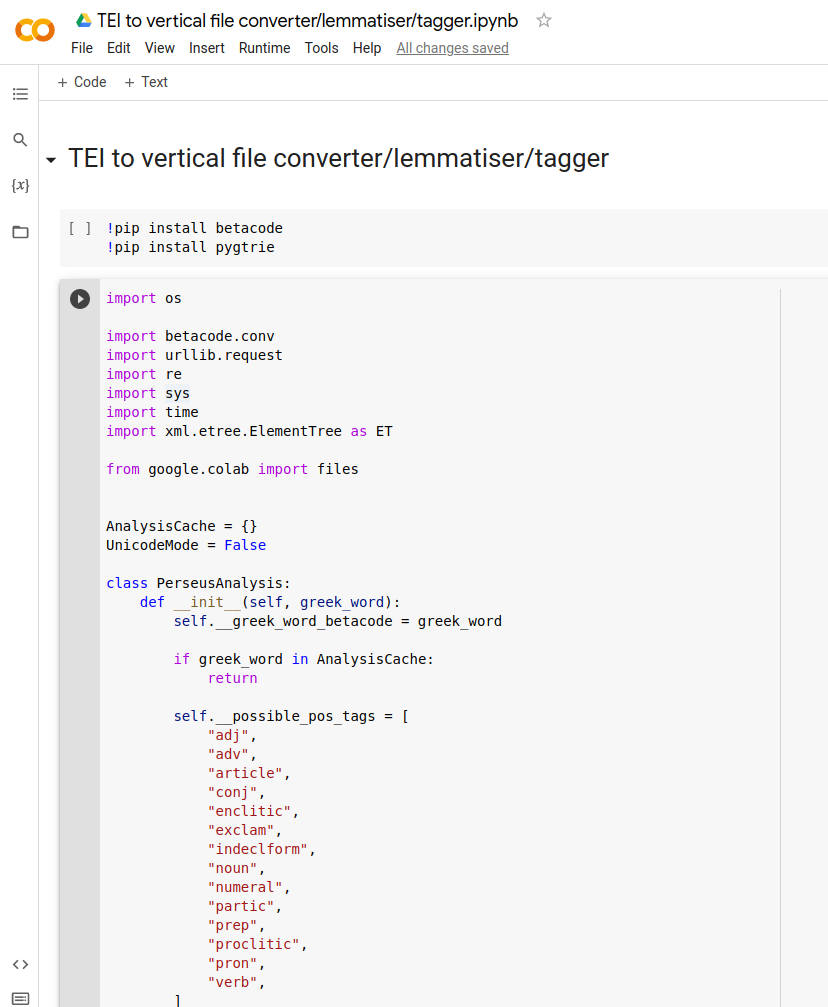 TEI to vertical file converter/lemmatiser/tagger.ipynb
File Edit View Insert Runtime Tools Help All changes saved
+ Code + Text
TEI to vertical file converter/lemmatiser/tagger
{x}
[ ] !pip install betacode
!pip install pygtrie
import os
import betacode.conv
import urllib.request
import re
import sys
import time
import xml.etree.ElementTree as ET
from google.colab import files
AnalysisCache = {}
UnicodeMode = False
class PerseusAnalysis:
    def __init__(self, greek_word):
        self.__greek_word_betacode = greek_word
        if greek_word in AnalysisCache:
            return
        self.__possible_pos_tags = [
            "adj",
            "adv",
            "article",
            "conj",
            "enclitic",
            "exclam",
            "indeclform",
            "noun",
            "numeral",
            "partic",
            "prep",
            "proclitic",
            "pron",
            "verb",
        ]